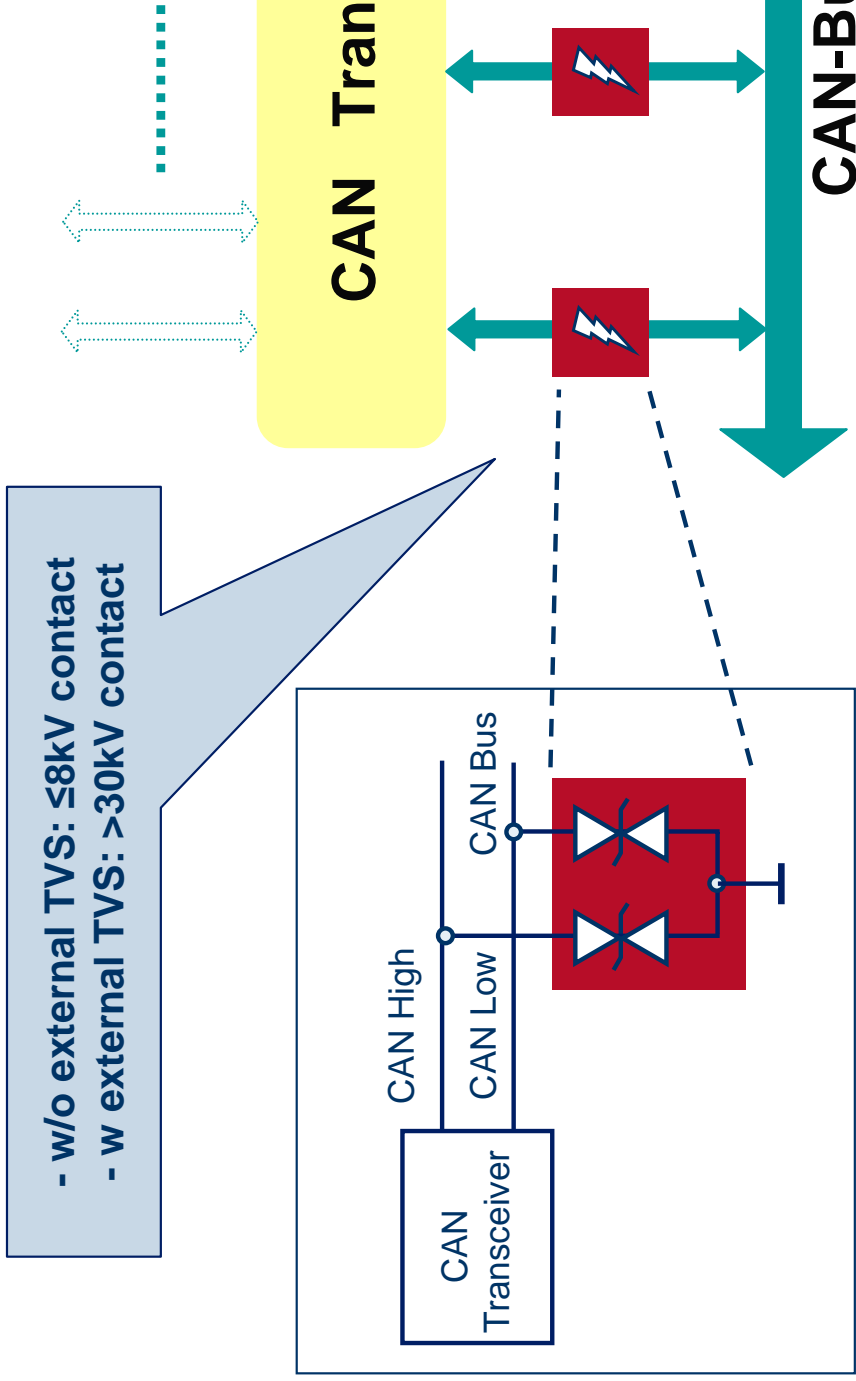 - w/o external TVS: ≤8kV contact
- w external TVS: >30kV contact
CAN Tran
CAN-Bu
CAN High
CAN Low
CAN Bus
CAN
Transceiver